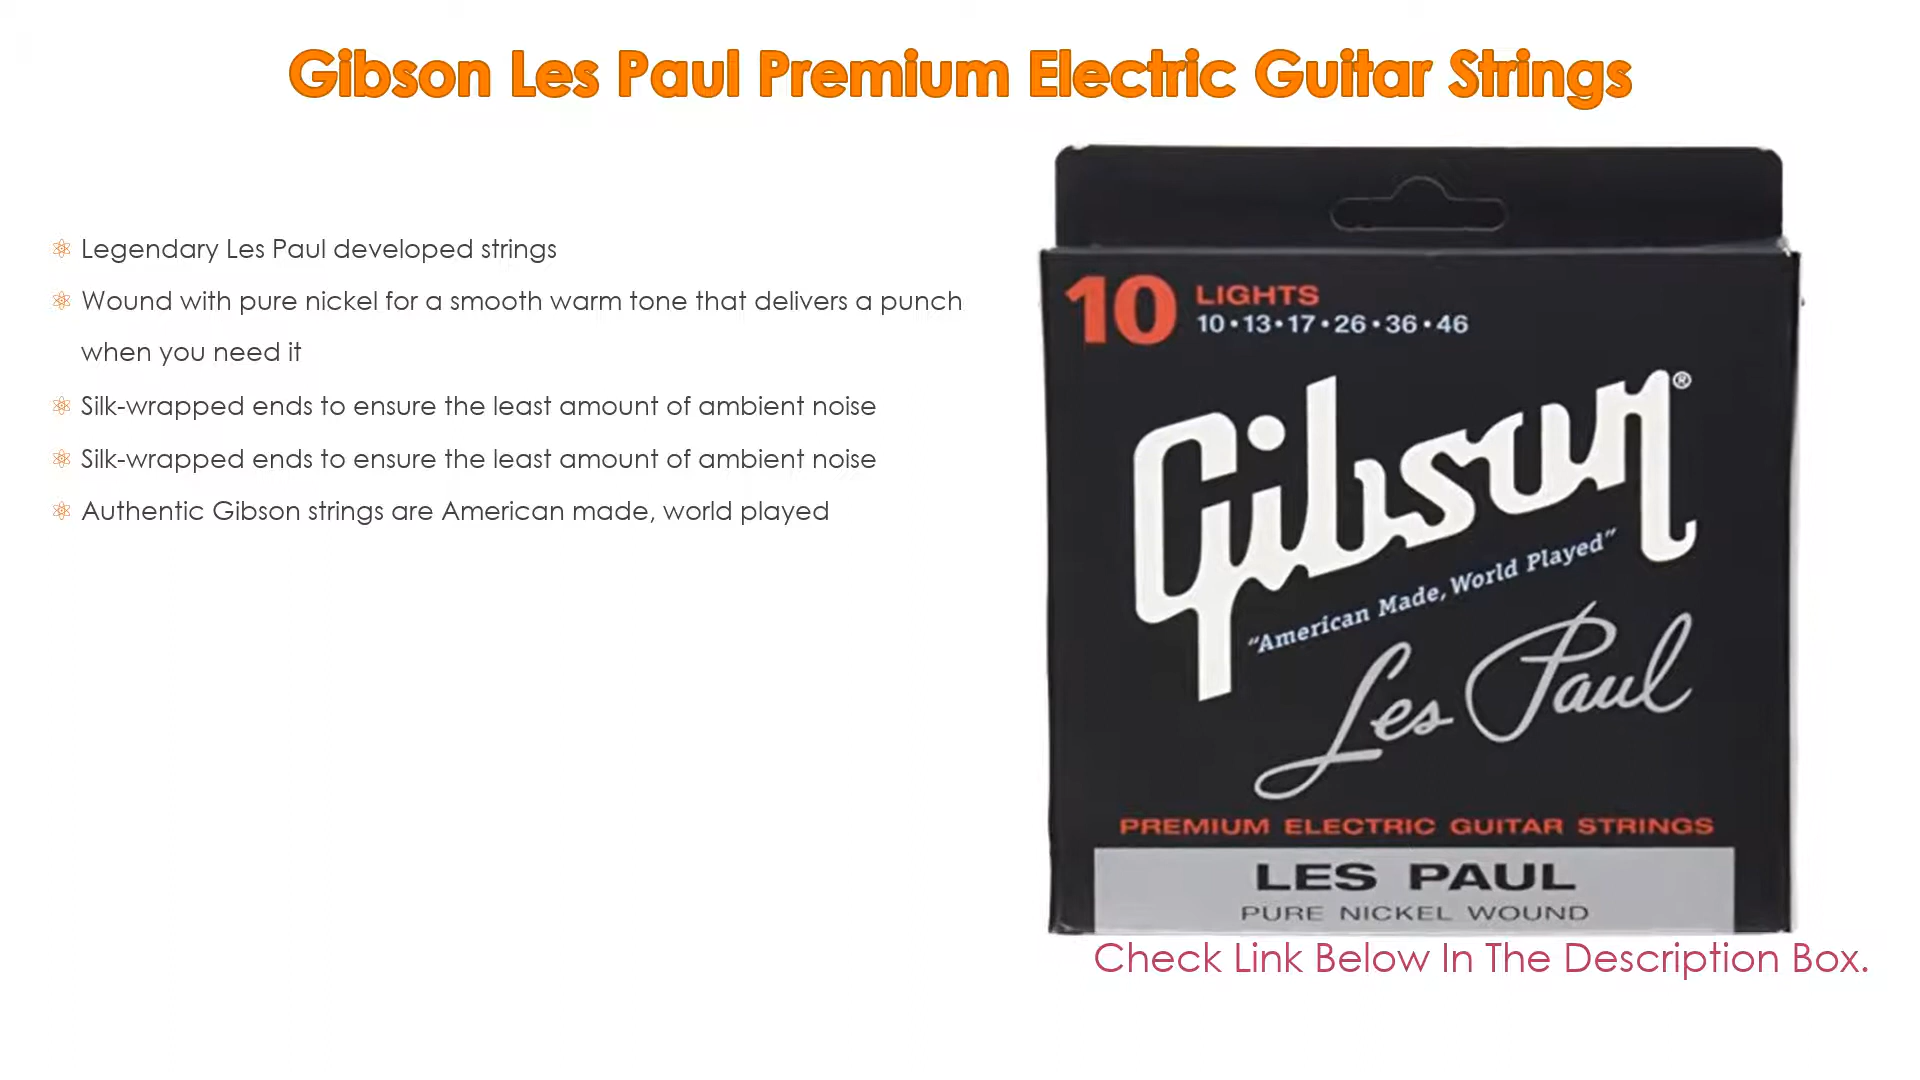 Gibson Les Paul Premium Electric Guitar Strings
Legendary Les Paul developed strings
Wound with pure nickel for a smooth warm tone that delivers a punch
when you need it
Silk-wrapped ends to ensure the least amount of ambient noise
Silk-wrapped ends to ensure the least amount of ambient noise
Authentic Gibson strings are American made, world played
10 LIGHTS
10•13•17•26•36•46
Gibson®
"American Made, World Played"
Les Paul
PREMIUM ELECTRIC GUITAR STRINGS
LES PAUL
PURE NICKEL WOUND
Check Link Below In The Description Box.